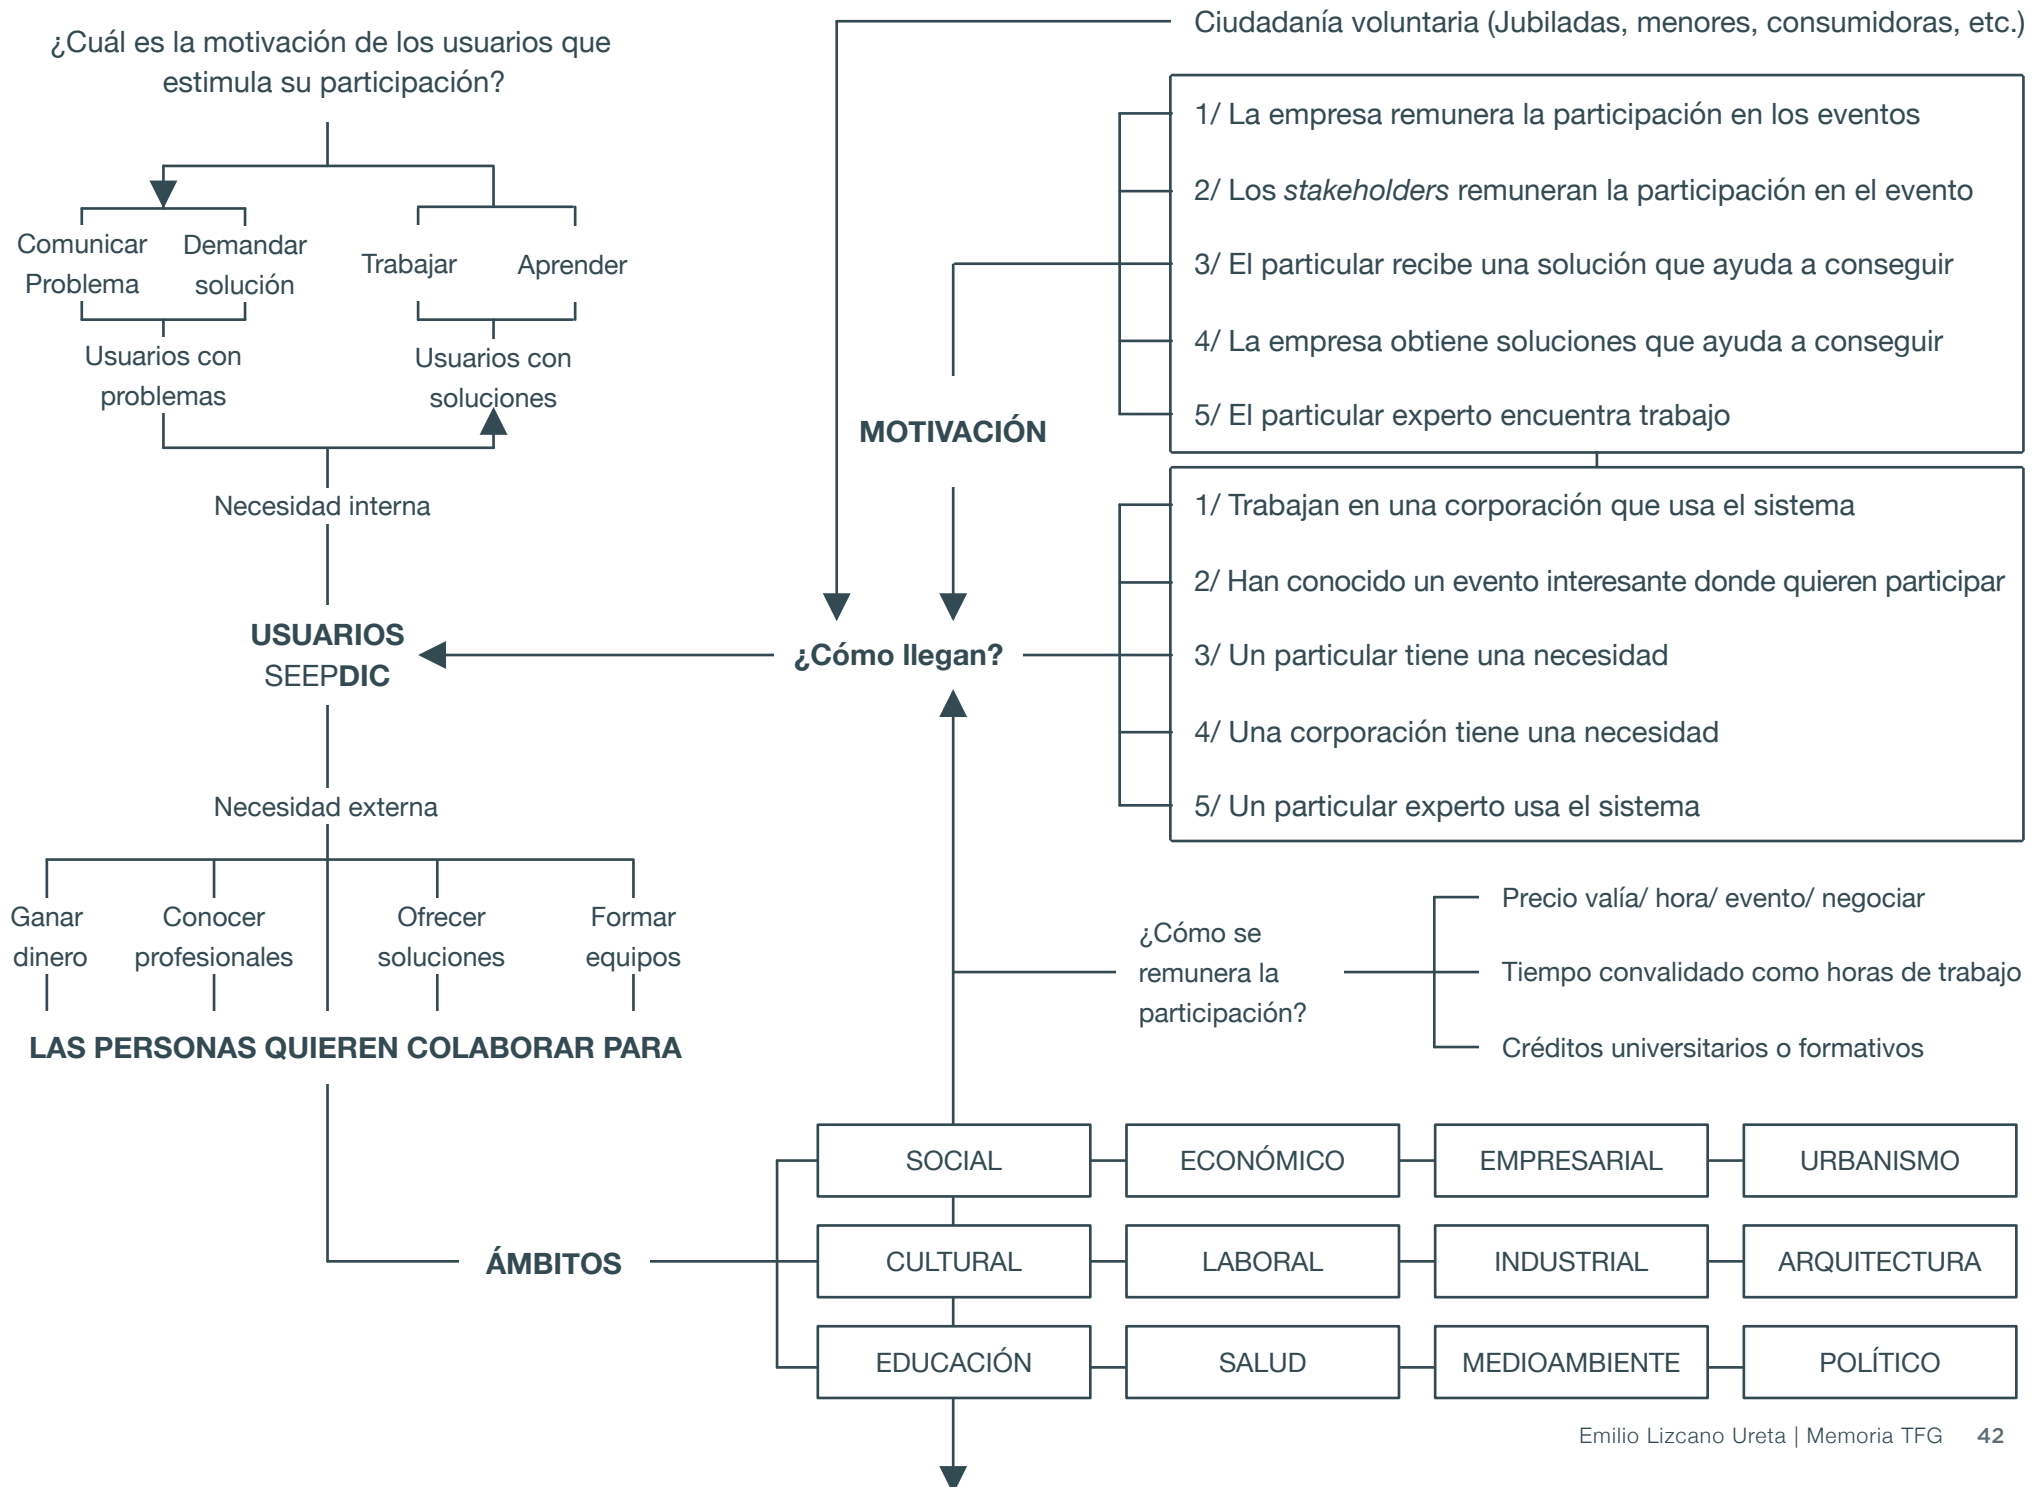 ¿Cuál es la motivación de los usuarios que
estimula su participación?
Comunicar
Problema
Demandar
solución
Trabajar
Aprender
Usuarios con
problemas
Usuarios con
soluciones
Necesidad interna
USUARIOS
SEEPDIC
Necesidad externa
Ganar
dinero
Conocer
profesionales
Ofrecer
soluciones
Formar
equipos
LAS PERSONAS QUIEREN COLABORAR PARA
Ciudadanía voluntaria (Jubiladas, menores, consumidoras, etc.)
1/ La empresa remunera la participación en los eventos
2/ Los stakeholders remuneran la participación en el evento
3/ El particular recibe una solución que ayuda a conseguir
4/ La empresa obtiene soluciones que ayuda a conseguir
5/ El particular experto encuentra trabajo
MOTIVACIÓN
1/ Trabajan en una corporación que usa el sistema
2/ Han conocido un evento interesante donde quieren participar
3/ Un particular tiene una necesidad
4/ Una corporación tiene una necesidad
5/ Un particular experto usa el sistema
¿Cómo llegan?
¿Cómo se
remunera la
participación?
Precio valía/ hora/ evento/ negociar
Tiempo convalidado como horas de trabajo
Créditos universitarios o formativos
ÁMBITOS
SOCIAL
ECONÓMICO
EMPRESARIAL
URBANISMO
CULTURAL
LABORAL
INDUSTRIAL
ARQUITECTURA
EDUCACIÓN
SALUD
MEDIOAMBIENTE
POLÍTICO
Emilio Lizcano Ureta | Memoria TFG 42